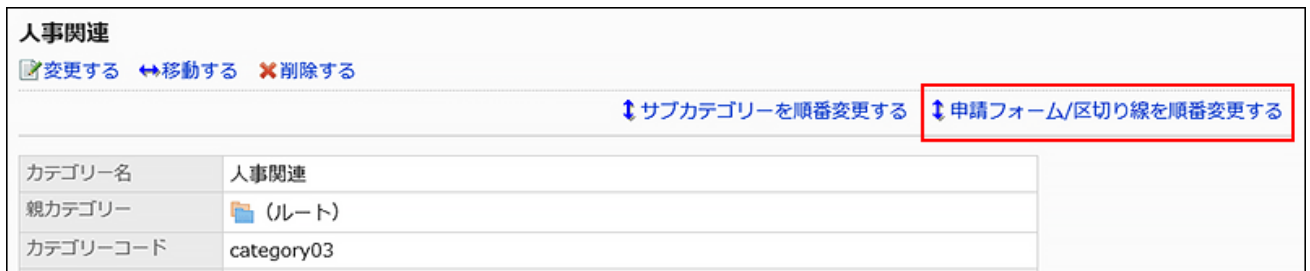 人事関連
変更する 移動する 削除する
サブカテゴリーを順番変更する 申請フォーム/区切り線を順番変更する
カテゴリー名 人事関連
親カテゴリー (ルート)
カテゴリーコード category03